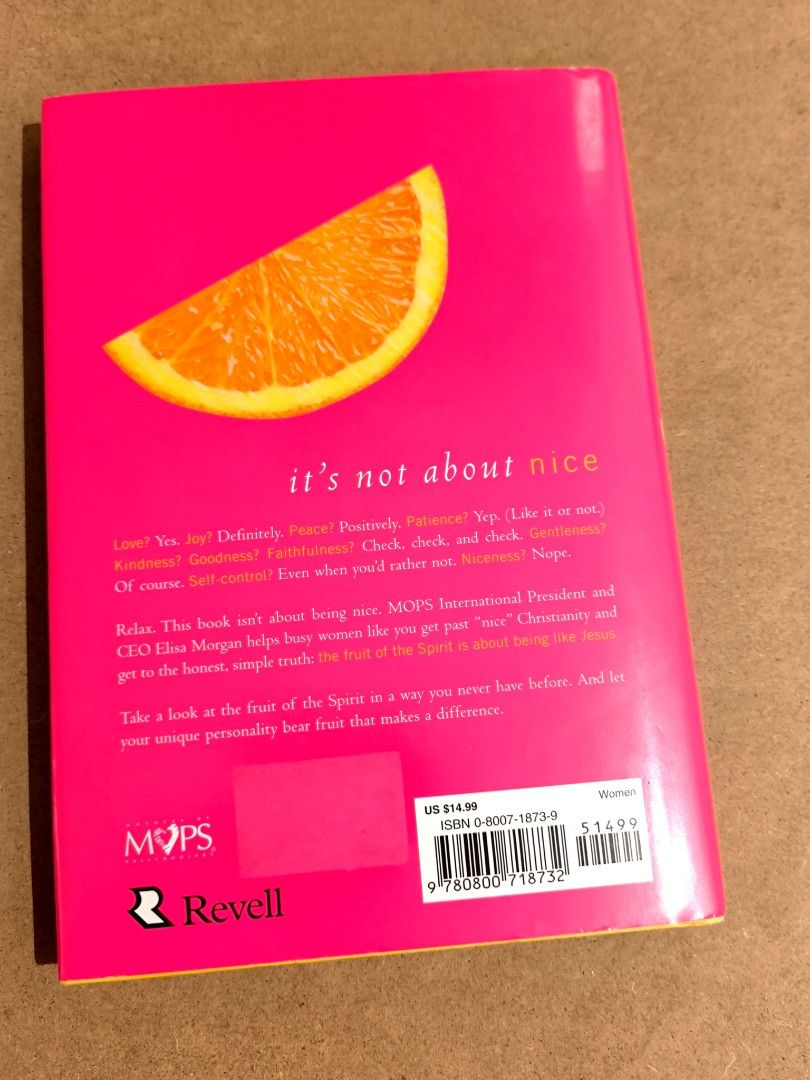 it's not about nice
Love? Yes. Joy? Definitely. Peace? Positively. Patience? Yep. (Like it or not.)
Kindness? Goodness? Faithfulness? Check, check, and check. Gentleness?
Of course. Self-control? Even when you'd rather not. Niceness? Nope.
Relax. This book isn't about being nice. MOPS International President and
CEO Elisa Morgan helps busy women like you get past "nice" Christianity and
get to the honest, simple truth: the fruit of the Spirit is about being like Jesus.
Take a look at the fruit of the Spirit in a way you never have before. And let
your unique personality bear fruit that makes a difference.
MOTHERS OF
MOPS
PRESCHOOLERS
Revell
US $14.99
Women
ISBN 0-8007-1873-9
51499
9 780800 718732